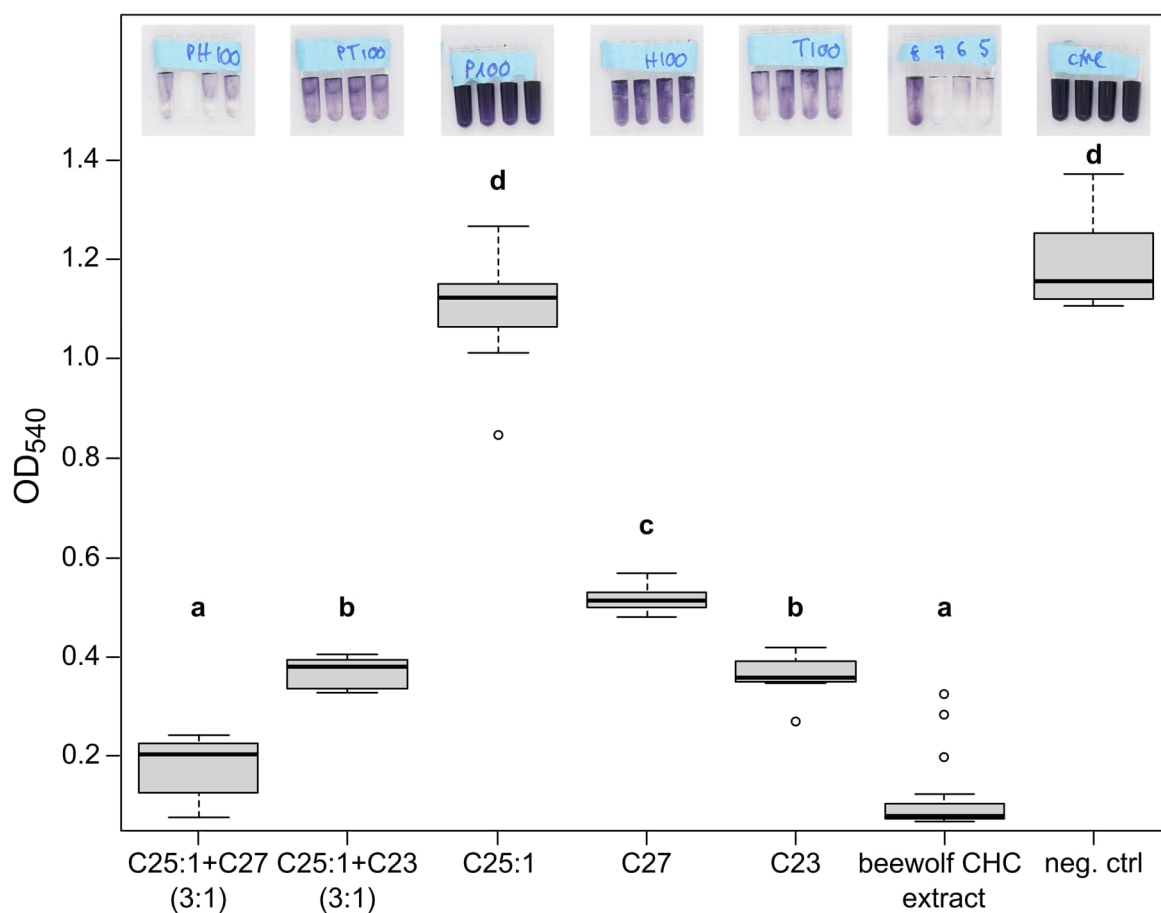 PH100
PT100
P100
H100
T100
8 7 6 5
CHC
1.4
1.2
1.0
0.8
0.6
0.4
0.2
OD540
a
b
d
c
b
a
d
C25:1+C27
(3:1)
C25:1+C23
(3:1)
C25:1
C27
C23
beewolf CHC
extract
neg. ctrl